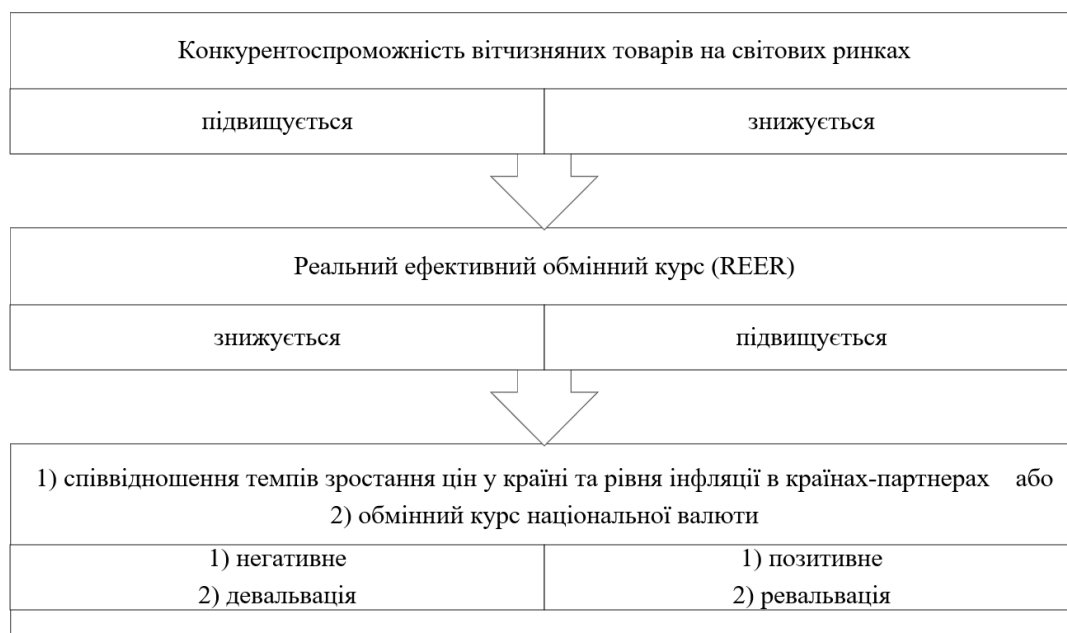 Конкурентоспроможність вітчизняних товарів на світових ринках
підвищується
знижується
Реальний ефективний обмінний курс (REER)
знижується
підвищується
1) співвідношення темпів зростання цін у країні та рівня інфляції в країнах-партнерах або
2) обмінний курс національної валюти
1) негативне
2) девальвація
1) позитивне
2) ревальвація